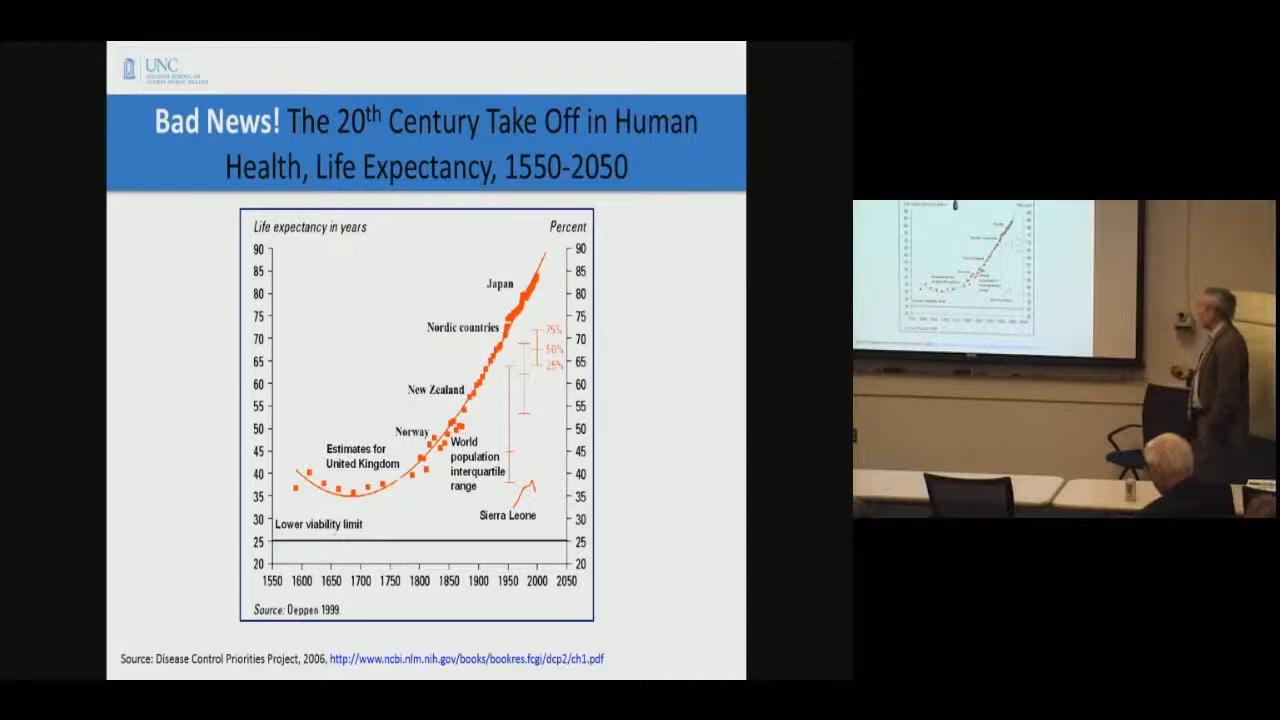 UNC
GILLINGS SCHOOL OF
GLOBAL PUBLIC HEALTH
Bad News! The 20th Century Take Off in Human
Health, Life Expectancy, 1550-2050
Life expectancy in years
Percent
90
85
80
75
70
65
60
55
50
45
40
35
30
25
20
90
85
80
75
70
65
60
55
50
45
40
35
30
25
20
Japan
Nordic countries
75%
50%
25%
New Zealand
Norway
Estimates for
United Kingdom
World
population
interquartile
range
Sierra Leone
Lower viability limit
1550 1600 1650 1700 1750 1800 1850 1900 1950 2000 2050
Source: Oeppen 1999.
Source: Disease Control Priorities Project, 2006, http://www.ncbi.nlm.nih.gov/books/bookres.fcgi/dcp2/ch1.pdf